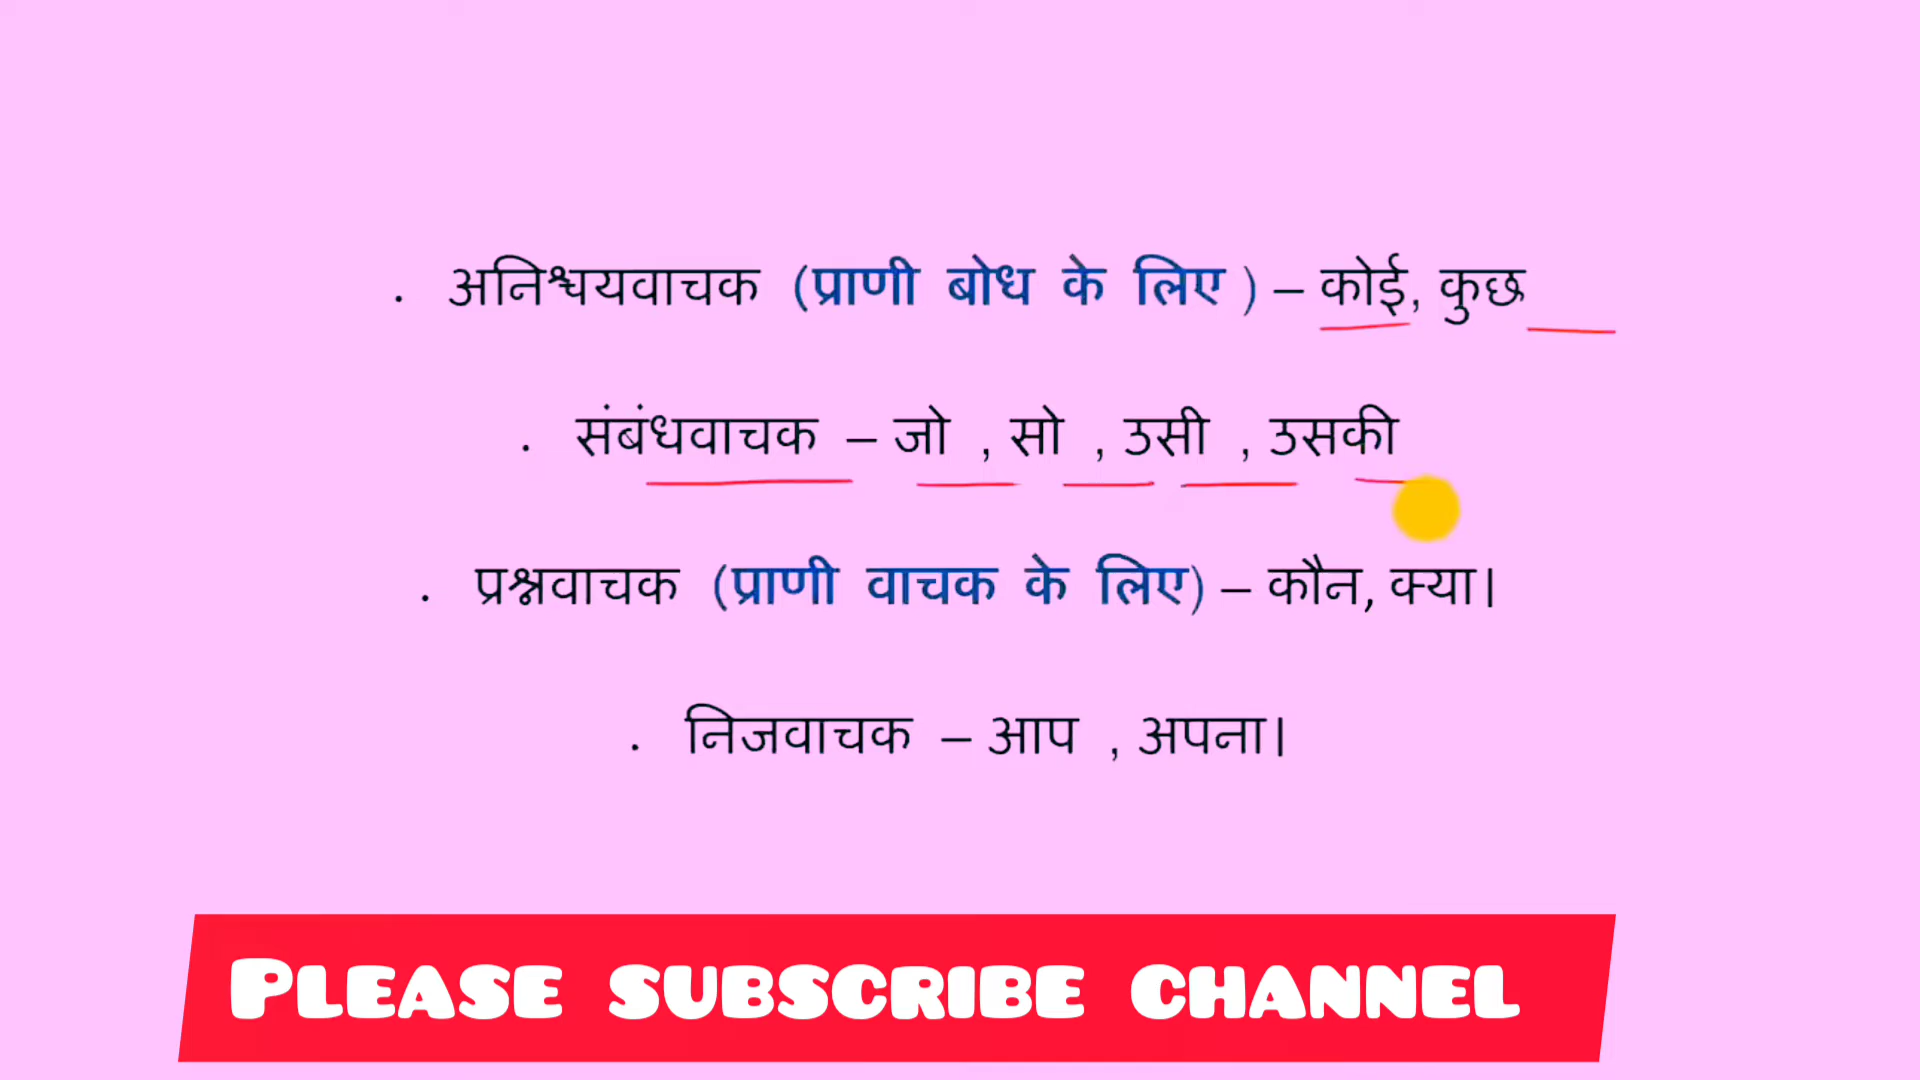 . अनिश्चयवाचक (प्राणी बोध के लिए ) – कोई, कुछ
. संबंधवाचक – जो , सो , उसी , उसकी
. प्रश्नवाचक (प्राणी वाचक के लिए) – कौन, क्या।
. निजवाचक – आप , अपना।
PLEASE SUBSCRIBE CHANNEL